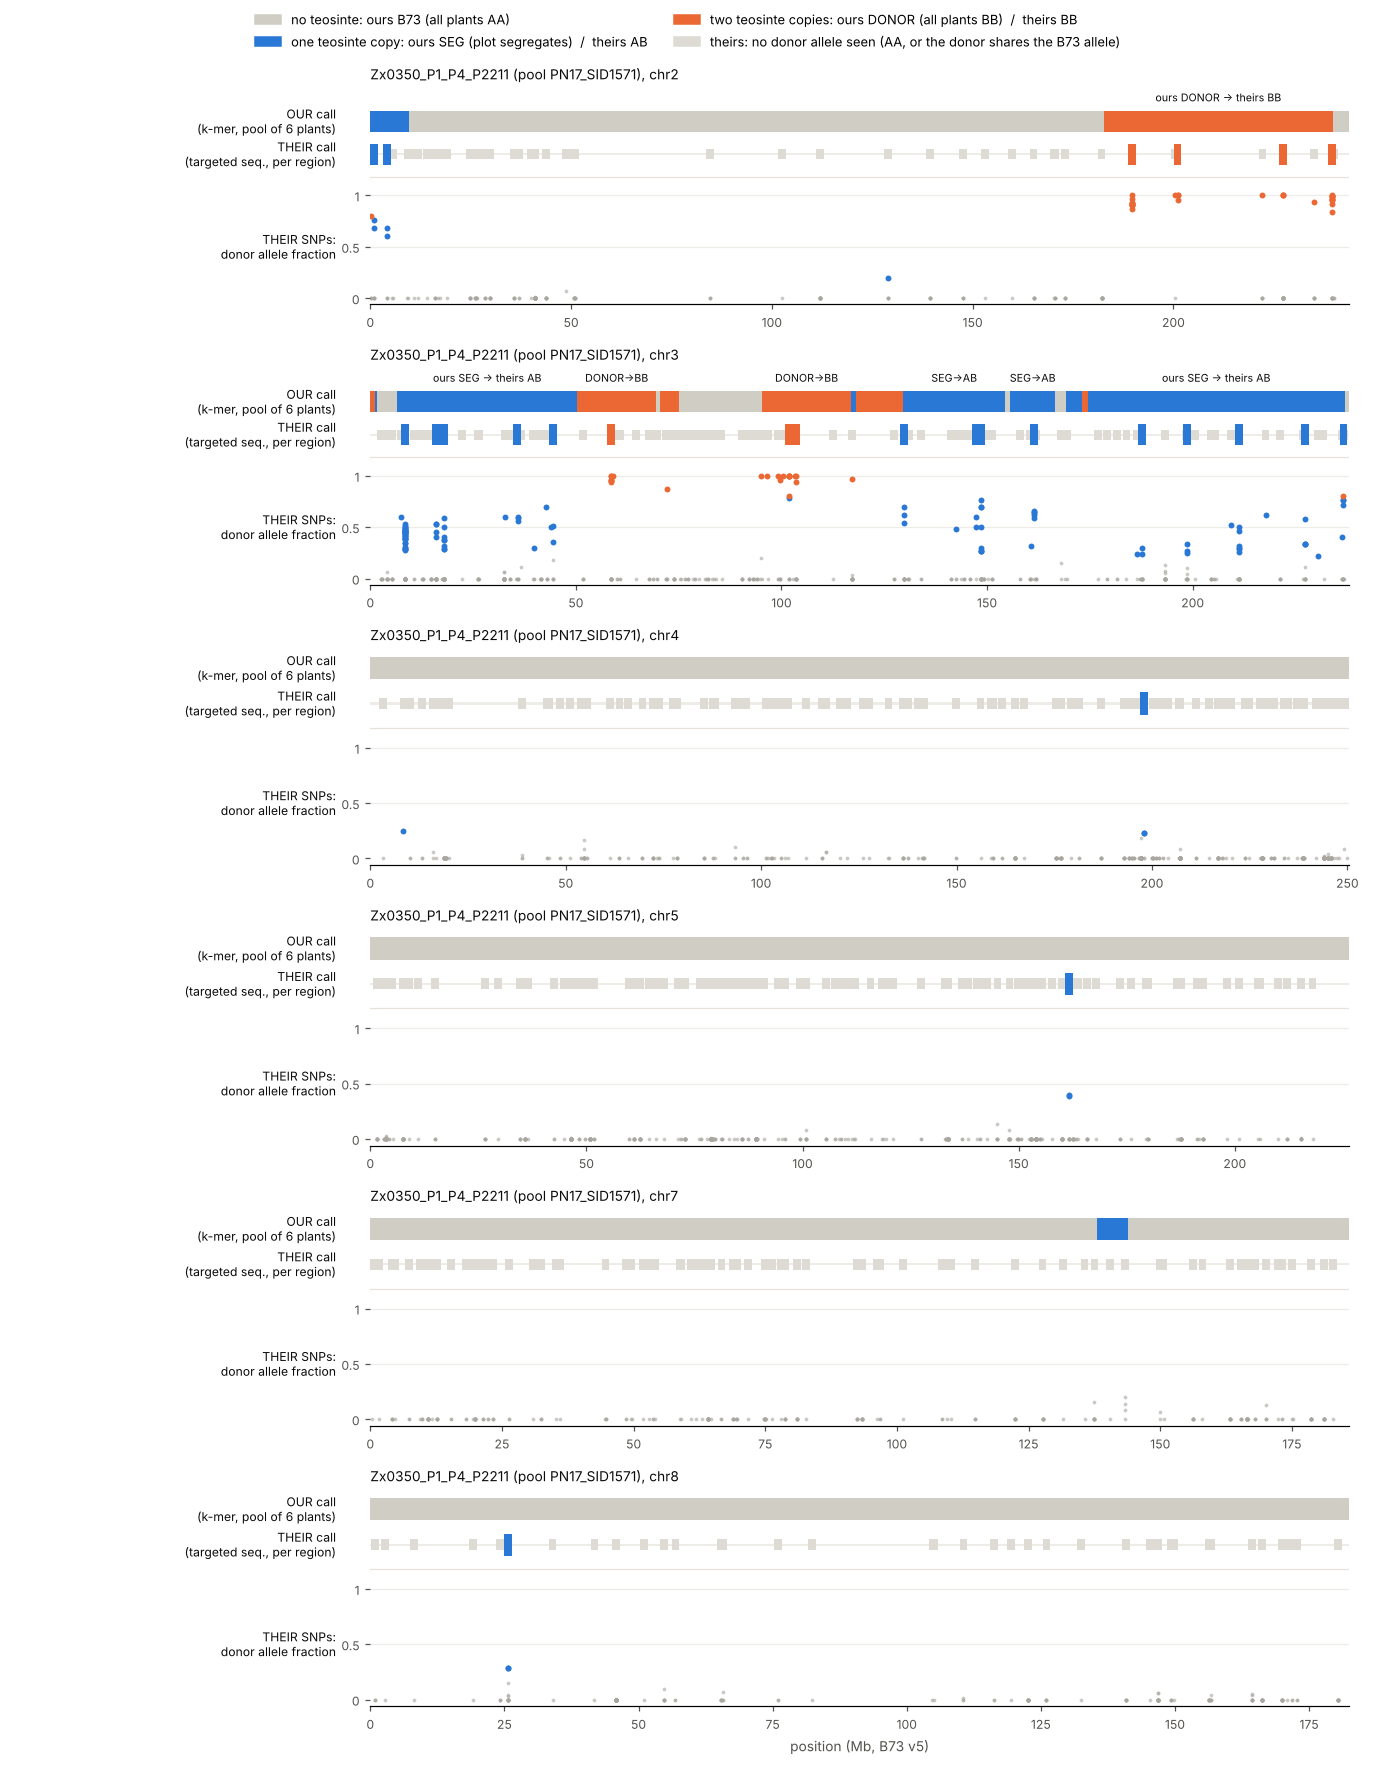 no teosinte: ours B73 (all plants AA)
two teosinte copies: ours DONOR (all plants BB)  /  theirs BB
one teosinte copy: ours SEG (plot segregates)  /  theirs AB
theirs: no donor allele seen (AA, or the donor shares the B73 allele)
Zx0350_P1_P4_P2211 (pool PN17_SID1571), chr2
ours DONOR → theirs BB
OUR call
(k-mer, pool of 6 plants)
THEIR call
(targeted seq., per region)
1
THEIR SNPs:
donor allele fraction
0.5
0
0 50 100 150 200
Zx0350_P1_P4_P2211 (pool PN17_SID1571), chr3
ours SEG → theirs AB DONOR→BB DONOR→BB SEG→AB SEG→AB ours SEG → theirs AB
OUR call
(k-mer, pool of 6 plants)
THEIR call
(targeted seq., per region)
1
THEIR SNPs:
donor allele fraction
0.5
0
0 50 100 150 200
Zx0350_P1_P4_P2211 (pool PN17_SID1571), chr4
OUR call
(k-mer, pool of 6 plants)
THEIR call
(targeted seq., per region)
1
THEIR SNPs:
donor allele fraction
0.5
0
0 50 100 150 200 250
Zx0350_P1_P4_P2211 (pool PN17_SID1571), chr5
OUR call
(k-mer, pool of 6 plants)
THEIR call
(targeted seq., per region)
1
THEIR SNPs:
donor allele fraction
0.5
0
0 50 100 150 200
Zx0350_P1_P4_P2211 (pool PN17_SID1571), chr7
OUR call
(k-mer, pool of 6 plants)
THEIR call
(targeted seq., per region)
1
THEIR SNPs:
donor allele fraction
0.5
0
0 25 50 75 100 125 150 175
Zx0350_P1_P4_P2211 (pool PN17_SID1571), chr8
OUR call
(k-mer, pool of 6 plants)
THEIR call
(targeted seq., per region)
1
THEIR SNPs:
donor allele fraction
0.5
0
0 25 50 75 100 125 150 175
position (Mb, B73 v5)